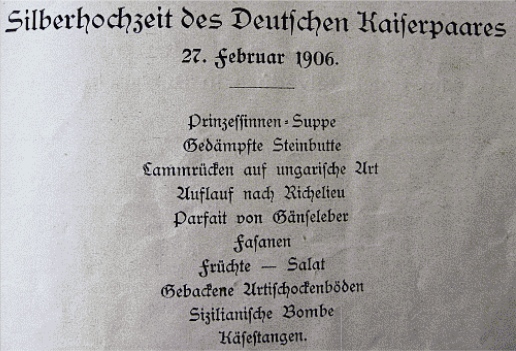 Silberhochzeit des Deutschen Kaiserpaares
27. Februar 1906.
Prinzessinnen-Suppe
Gedämpfte Steinbutte
Lammrücken auf ungarische Art
Auflauf nach Richelieu
Parfait von Gänseleber
Fasanen
Früchte — Salat
Gebackene Artischockenböden
Sizilianische Bombe
Käsestangen.